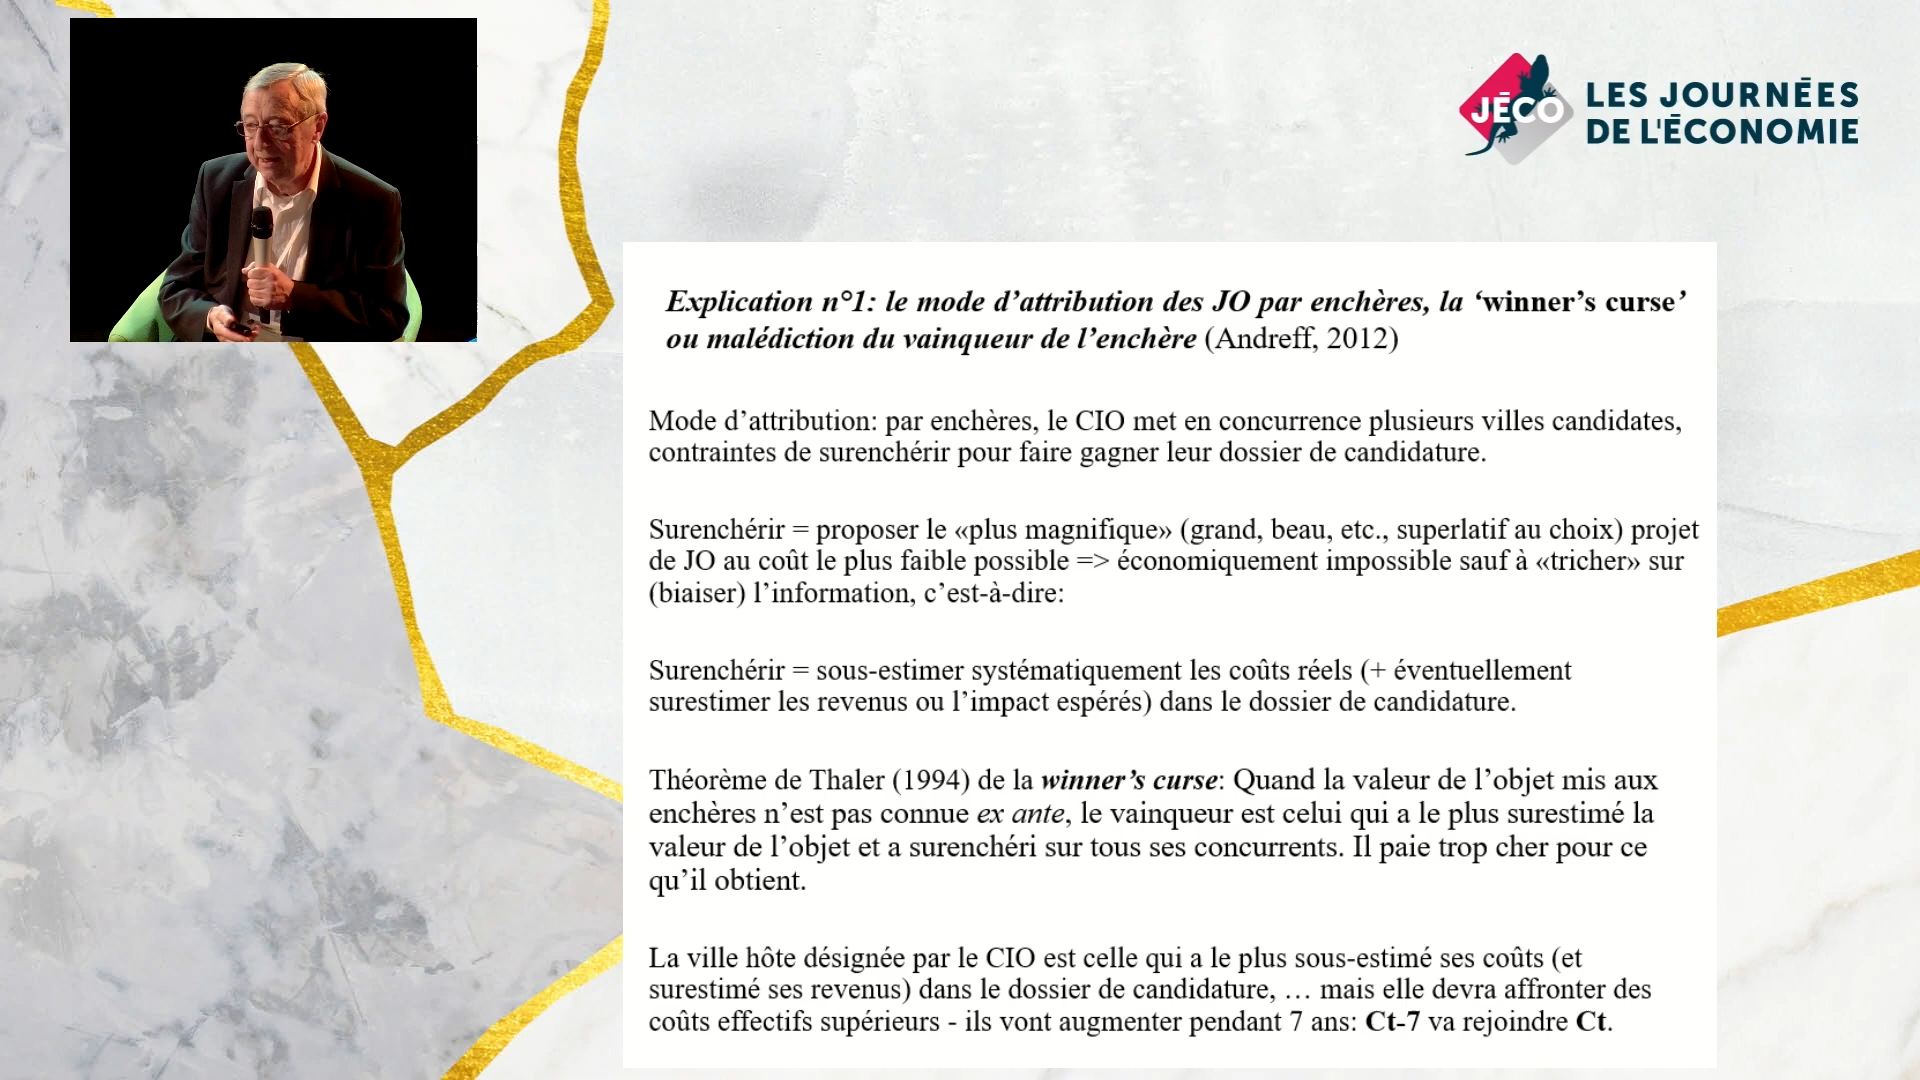 JÉCO
LES JOURNÉES
DE L'ÉCONOMIE
Explication n°1: le mode d’attribution des JO par enchères, la ‘winner’s curse’
ou malédiction du vainqueur de l’enchère (Andreff, 2012)
Mode d’attribution: par enchères, le CIO met en concurrence plusieurs villes candidates,
contraintes de surenchérir pour faire gagner leur dossier de candidature.
Surenchérir = proposer le «plus magnifique» (grand, beau, etc., superlatif au choix) projet
de JO au coût le plus faible possible => économiquement impossible sauf à «tricher» sur
(biaiser) l’information, c’est-à-dire:
Surenchérir = sous-estimer systématiquement les coûts réels (+ éventuellement
surestimer les revenus ou l’impact espérés) dans le dossier de candidature.
Théorème de Thaler (1994) de la winner’s curse: Quand la valeur de l’objet mis aux
enchères n’est pas connue ex ante, le vainqueur est celui qui a le plus surestimé la
valeur de l’objet et a surenchéri sur tous ses concurrents. Il paie trop cher pour ce
qu’il obtient.
La ville hôte désignée par le CIO est celle qui a le plus sous-estimé ses coûts (et
surestimé ses revenus) dans le dossier de candidature, … mais elle devra affronter des
coûts effectifs supérieurs - ils vont augmenter pendant 7 ans: Ct-7 va rejoindre Ct.